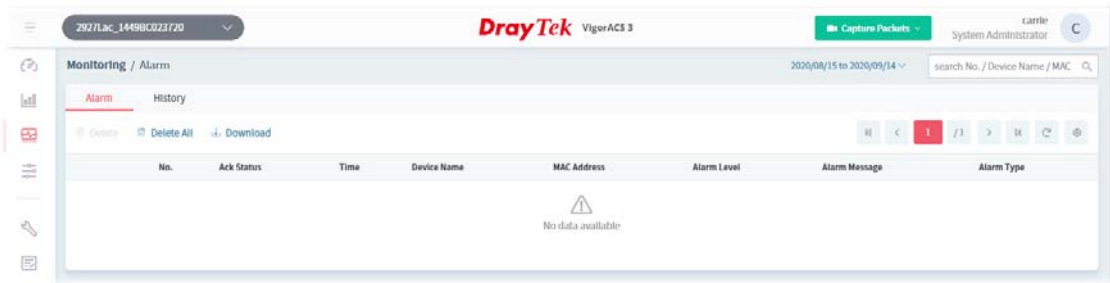 2927Lac_1449BC023720
DrayTek VigorACS 3
Capture Packets
carrie
System Administrator
C
Monitoring / Alarm
2020/08/15 to 2020/09/14
search No. / Device Name / MAC
Alarm
History
Delete
Delete All
Download
1
/ 1
No.
Ack Status
Time
Device Name
MAC Address
Alarm Level
Alarm Message
Alarm Type
No data available